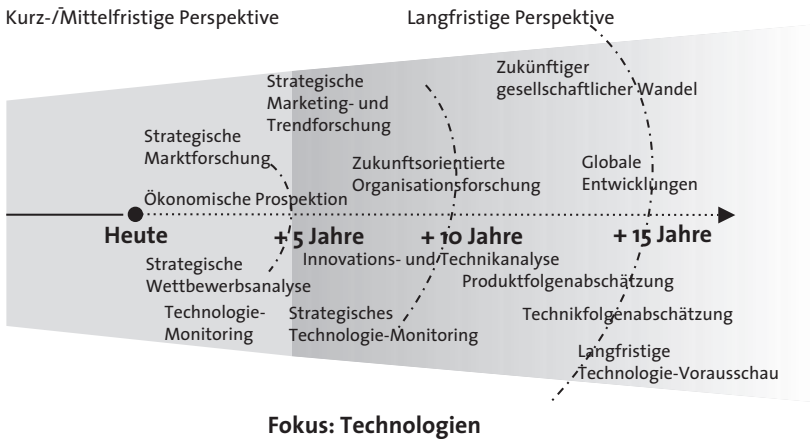 Kurz-/Mittelfristige Perspektive
Langfristige Perspektive
Zukünftiger
gesellschaftlicher Wandel
Strategische
Marketing- und
Trendforschung
Strategische
Marktforschung
Zukunftsorientierte
Organisationsforschung
Globale
Entwicklungen
Ökonomische Prospektion
Heute
+ 5 Jahre
+ 10 Jahre
+ 15 Jahre
Innovations- und Technikanalyse
Strategische
Wettbewerbsanalyse
Produktfolgenabschätzung
Technologie-
Monitoring
Strategisches
Technologie-Monitoring
Technikfolgenabschätzung
Langfristige
Technologie-Vorausschau
Fokus: Technologien